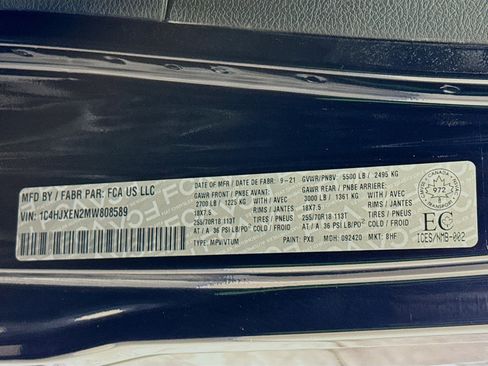 MFD BY / FABR PAR: FCA US LLC
VIN: 1C4HJXEN2MW808589
DATE OF MFR / DATE DE FABR: 9-21
GAWR FRONT / PNBE AVANT:
2700 LB / 1225 KG WITH / AVEC
18X7.5 RIMS / JANTES
255/70R18 113T TIRES / PNEUS
AT / A 36 PSI LB/PO² COLD / FROID
TYPE: MPV/VTUM
GVWR/PNBV: 5500 LB / 2495 KG
GAWR REAR / PNBE ARRIERE:
3000 LB / 1361 KG WITH / AVEC
18X7.5 RIMS / JANTES
255/70R18 113T TIRES / PNEUS
AT / A 36 PSI LB/PO² COLD / FROID
PAINT: PX8 MDH: 092420 MKT: 8HF
CANADA
972
EC
ICES/NMB-002